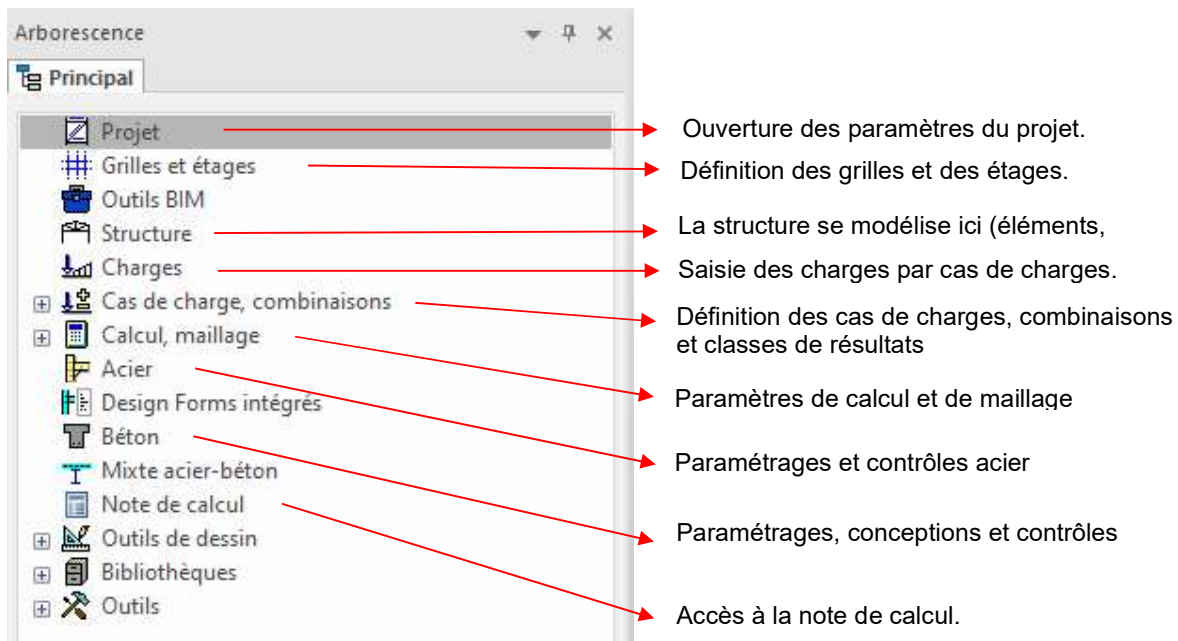 Arborescence
Principal
Projet
Ouverture des paramètres du projet.
Grilles et étages
Définition des grilles et des étages.
Outils BIM
Structure
La structure se modélise ici (éléments,
Charges
Saisie des charges par cas de charges.
Cas de charge, combinaisons
Définition des cas de charges, combinaisons
et classes de résultats
Calcul, maillage
Paramètres de calcul et de maillage
Acier
Paramétrages et contrôles acier
Design Forms intégrés
Béton
Paramétrages, conceptions et contrôles
Mixte acier-béton
Note de calcul
Accès à la note de calcul.
Outils de dessin
Bibliothèques
Outils